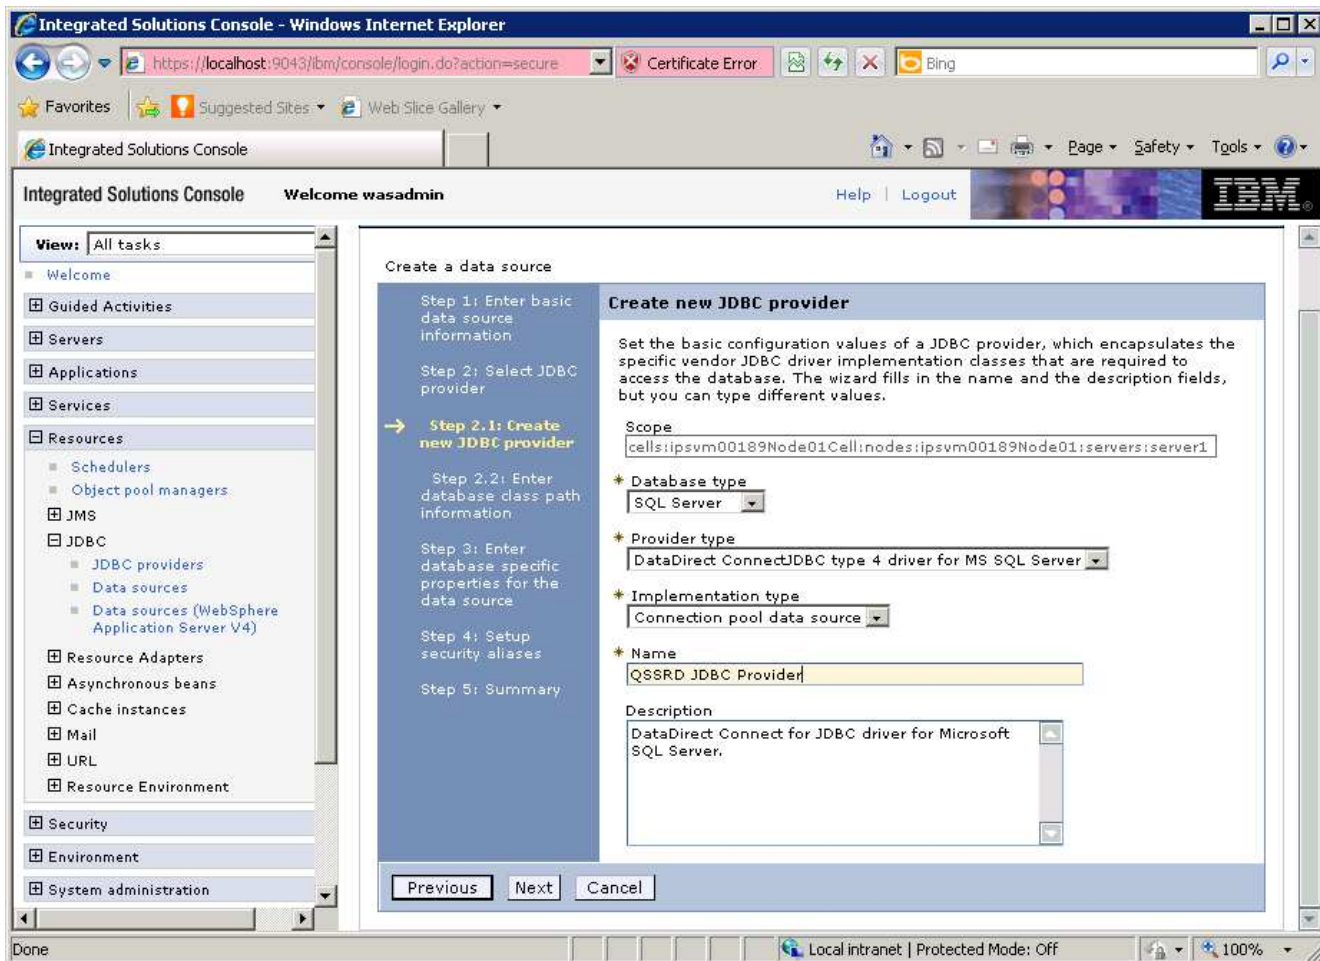 Integrated Solutions Console - Windows Internet Explorer
https://localhost:9043/ibm/console/login.do?action=secure
Certificate Error
Bing
Favorites
Suggested Sites
Web Slice Gallery
Integrated Solutions Console
Page
Safety
Tools
Integrated Solutions Console
Welcome wasadmin
Help | Logout
IBM®
View: All tasks
Welcome
Guided Activities
Servers
Applications
Services
Resources
Schedulers
Object pool managers
JMS
JDBC
JDBC providers
Data sources
Data sources (WebSphere
Application Server V4)
Resource Adapters
Asynchronous beans
Cache instances
Mail
URL
Resource Environment
Security
Environment
System administration
Create a data source
Step 1: Enter basic
data source
information
Step 2: Select JDBC
provider
Step 2.1: Create
new JDBC provider
Step 2.2: Enter
database class path
information
Step 3: Enter
database specific
properties for the
data source
Step 4: Setup
security aliases
Step 5: Summary
Create new JDBC provider
Set the basic configuration values of a JDBC provider, which encapsulates the
specific vendor JDBC driver implementation classes that are required to
access the database. The wizard fills in the name and the description fields,
but you can type different values.
Scope
cells:ipsvm00189Node01Cell:nodes:ipsvm00189Node01:servers:server1
* Database type
SQL Server
* Provider type
DataDirect ConnectJDBC type 4 driver for MS SQL Server
* Implementation type
Connection pool data source
* Name
QSSRD JDBC Provider
Description
DataDirect Connect for JDBC driver for Microsoft
SQL Server.
Previous
Next
Cancel
Done
Local intranet | Protected Mode: Off
100%